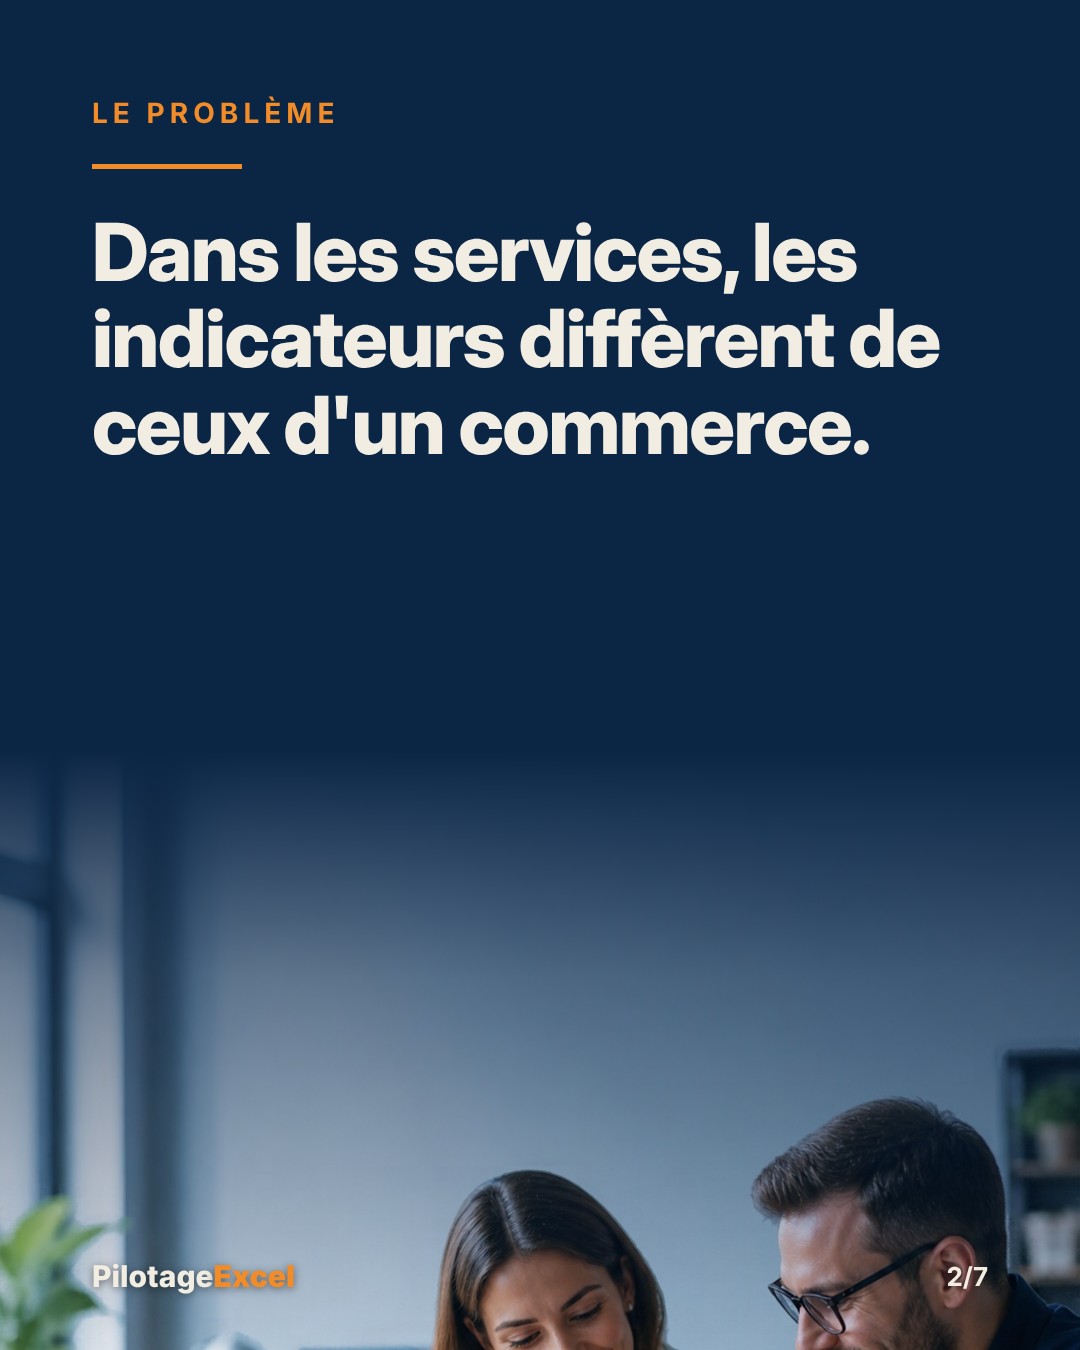 LE PROBLÈME
Dans les services, les
indicateurs diffèrent de
ceux d'un commerce.
PilotageExcel
2/7